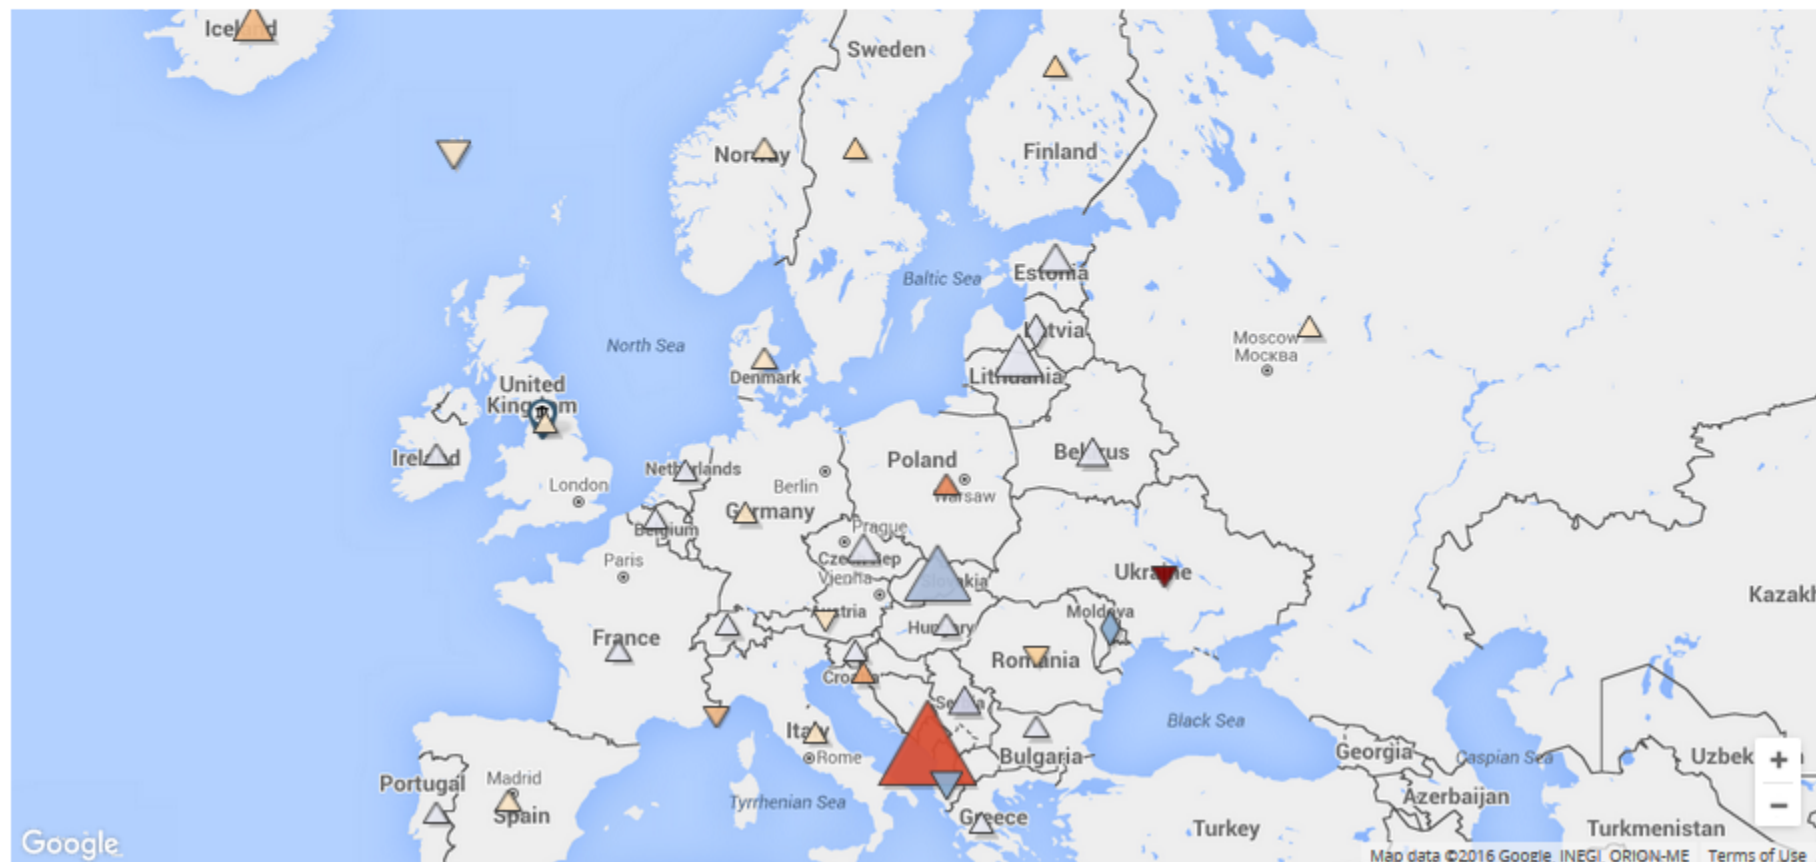 Iceland
Sweden
Norway
Finland
Estonia
Baltic Sea
North Sea
Latvia
Moscow
Москва
Lithuania
Denmark
United
Kingdom
Ireland
Netherlands
Poland
Belarus
Berlin
London
Warsaw
Germany
Belgium
Prague
Paris
Czech Rep
Vienna
Slovakia
Ukraine
Kazakh
Austria
Moldova
Hungary
France
Romania
Croatia
Serbia
Black Sea
Italy
Rome
Bulgaria
Georgia
Caspian Sea
Uzbek
Portugal
Madrid
Spain
Tyrrhenian Sea
Greece
Azerbaijan
Turkey
Turkmenistan
Google
Map data ©2016 Google, INEGI, ORION-ME
Terms of Use